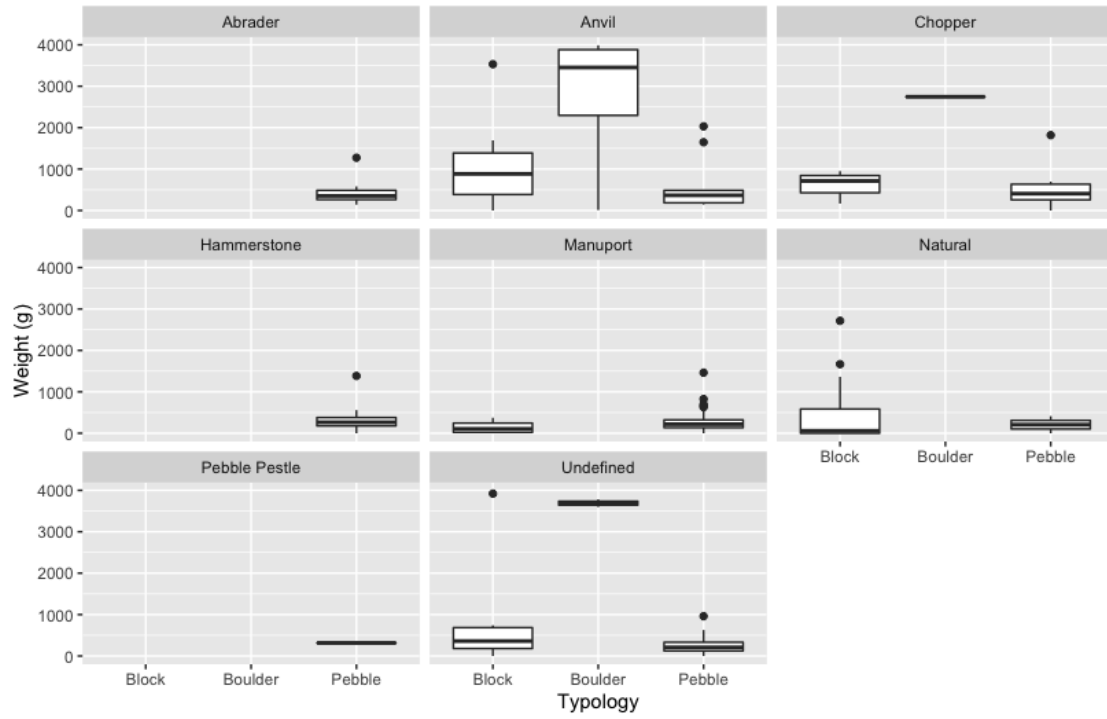 Abrader Anvil Chopper
4000
3000
2000
1000
0
Hammerstone Manuport Natural
4000
3000
2000
1000
0
Block Boulder Pebble
Pebble Pestle Undefined
4000
3000
2000
1000
0
Block Boulder Pebble Block Boulder Pebble
Typology
Weight (g)